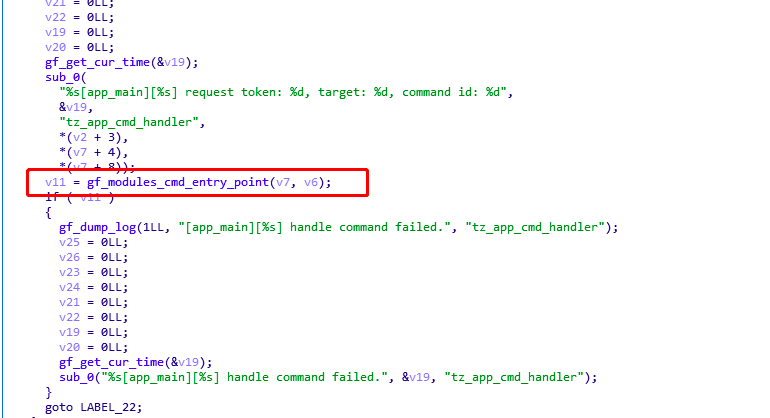 v21 = 0LL;
v22 = 0LL;
v19 = 0LL;
v20 = 0LL;
gf_get_cur_time(&v19);
sub_0(
"%s[app_main][%s] request token: %d, target: %d, command id: %d",
&v19,
"tz_app_cmd_handler",
*(v2 + 3),
*(v7 + 4),
*(v7 + 8));
v11 = gf_modules_cmd_entry_point(v7, v6);
if ( v11 )
{
gf_dump_log(1LL, "[app_main][%s] handle command failed.", "tz_app_cmd_handler");
v25 = 0LL;
v26 = 0LL;
v23 = 0LL;
v24 = 0LL;
v21 = 0LL;
v22 = 0LL;
v19 = 0LL;
v20 = 0LL;
gf_get_cur_time(&v19);
sub_0("%s[app_main][%s] handle command failed.", &v19, "tz_app_cmd_handler");
}
goto LABEL_22;